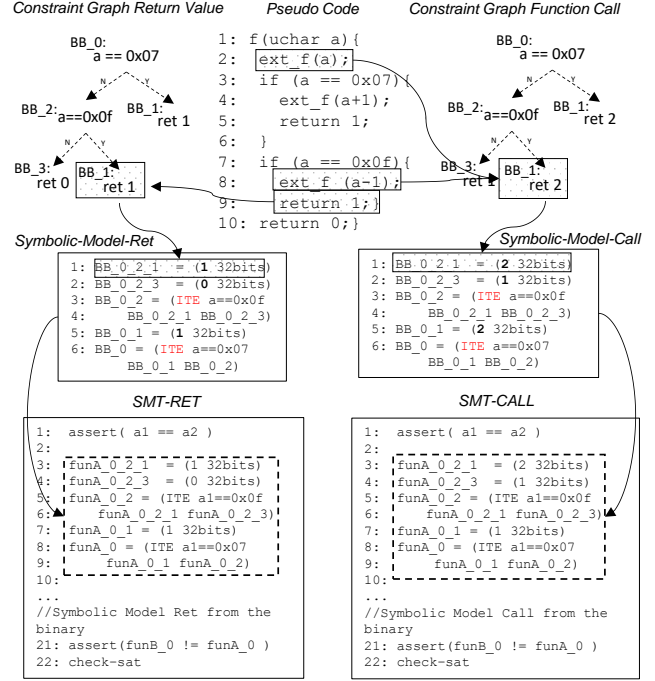 Constraint Graph Return Value
Pseudo Code
Constraint Graph Function Call
BB_0:
a == 0x07
N
Y
BB_2:
a==0x0f
BB_1:
ret 1
N
Y
BB_3:
ret 0
BB_1:
ret 1
1: f(uchar a){
2: ext_f(a);
3: if (a == 0x07){
4: ext_f(a+1);
5: return 1;
6: }
7: if (a == 0x0f){
8: ext_f (a-1);
9: return 1;}
10: return 0;}
BB_0:
a == 0x07
N
Y
BB_2:
a==0x0f
BB_1:
ret 2
N
Y
BB_3:
ret 1
BB_1:
ret 2
Symbolic-Model-Ret
1: BB_0_2_1 = (1 32bits)
2: BB_0_2_3 = (0 32bits)
3: BB_0_2 = (ITE a==0x0f
4: BB_0_2_1 BB_0_2_3)
5: BB_0_1 = (1 32bits)
6: BB_0 = (ITE a==0x07
BB_0_1 BB_0_2)
Symbolic-Model-Call
1: BB_0_2_1 = (2 32bits)
2: BB_0_2_3 = (1 32bits)
3: BB_0_2 = (ITE a==0x0f
4: BB_0_2_1 BB_0_2_3)
5: BB_0_1 = (2 32bits)
6: BB_0 = (ITE a==0x07
BB_0_1 BB_0_2)
SMT-RET
1: assert( a1 == a2 )
2:
3: funA_0_2_1 = (1 32bits)
4: funA_0_2_3 = (0 32bits)
5: funA_0_2 = (ITE a1==0x0f
6: funA_0_2_1 funA_0_2_3)
7: funA_0_1 = (1 32bits)
8: funA_0 = (ITE a1==0x07
9: funA_0_1 funA_0_2)
10:
...
//Symbolic Model Ret from the
binary
21: assert(funB_0 != funA_0 )
22: check-sat
SMT-CALL
1: assert( a1 == a2 )
2:
3: funA_0_2_1 = (2 32bits)
4: funA_0_2_3 = (1 32bits)
5: funA_0_2 = (ITE a1==0x0f
6: funA_0_2_1 funA_0_2_3)
7: funA_0_1 = (1 32bits)
8: funA_0 = (ITE a1==0x07
9: funA_0_1 funA_0_2)
10:
...
//Symbolic Model Call from the
binary
21: assert(funB_0 != funA_0 )
22: check-sat